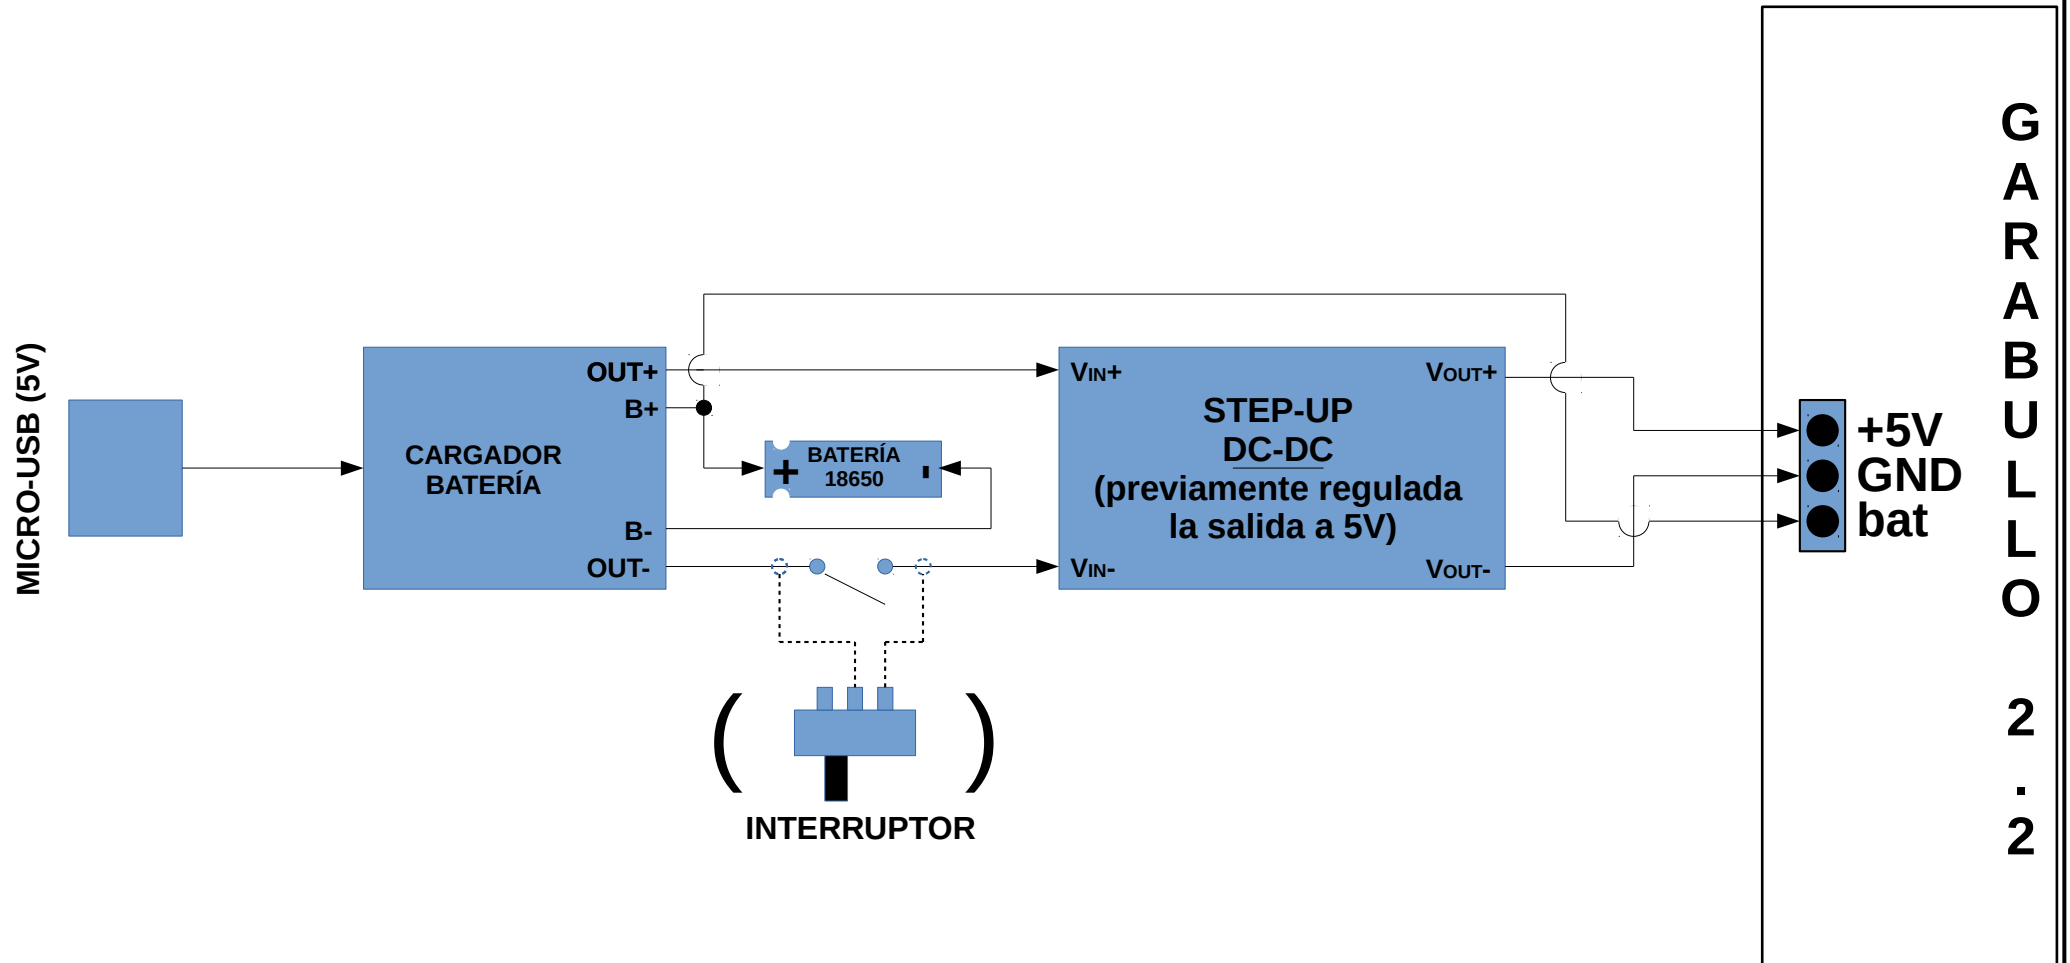 MICRO-USB (5V)
CARGADOR
BATERÍA
OUT+
B+
B-
OUT-
+ BATERÍA -
18650
( )
INTERRUPTOR
VIN+
VOUT+
STEP-UP
DC-DC
(previamente regulada
la salida a 5V)
VIN-
VOUT-
+5V
GND
bat
GARABULLO 2.2